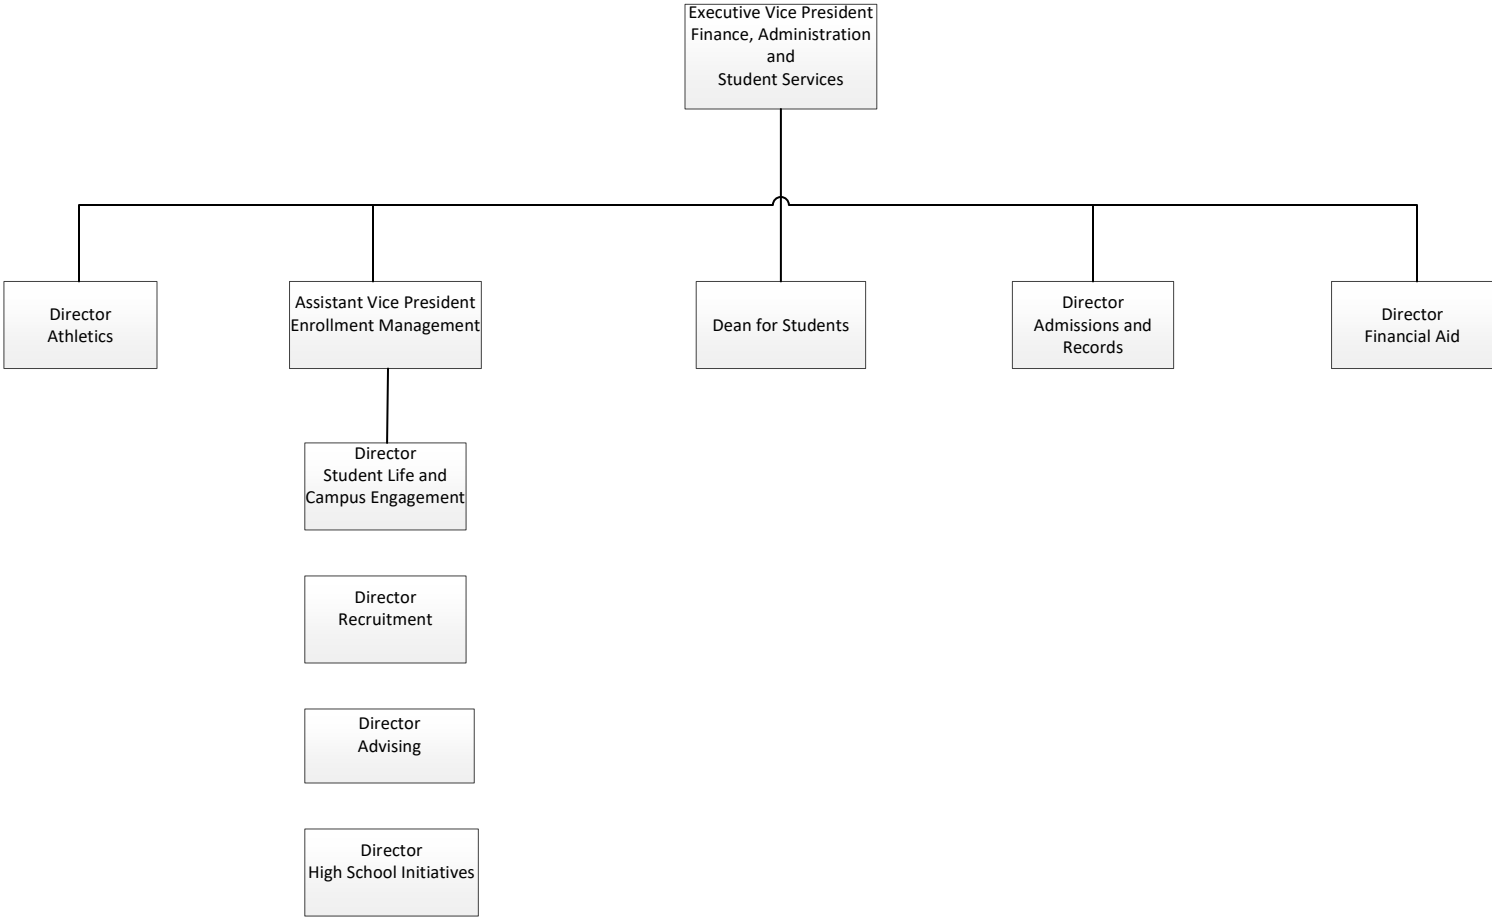 Executive Vice President
Finance, Administration
and
Student Services
Director
Athletics
Assistant Vice President
Enrollment Management
Dean for Students
Director
Admissions and
Records
Director
Financial Aid
Director
Student Life and
Campus Engagement
Director
Recruitment
Director
Advising
Director
High School Initiatives